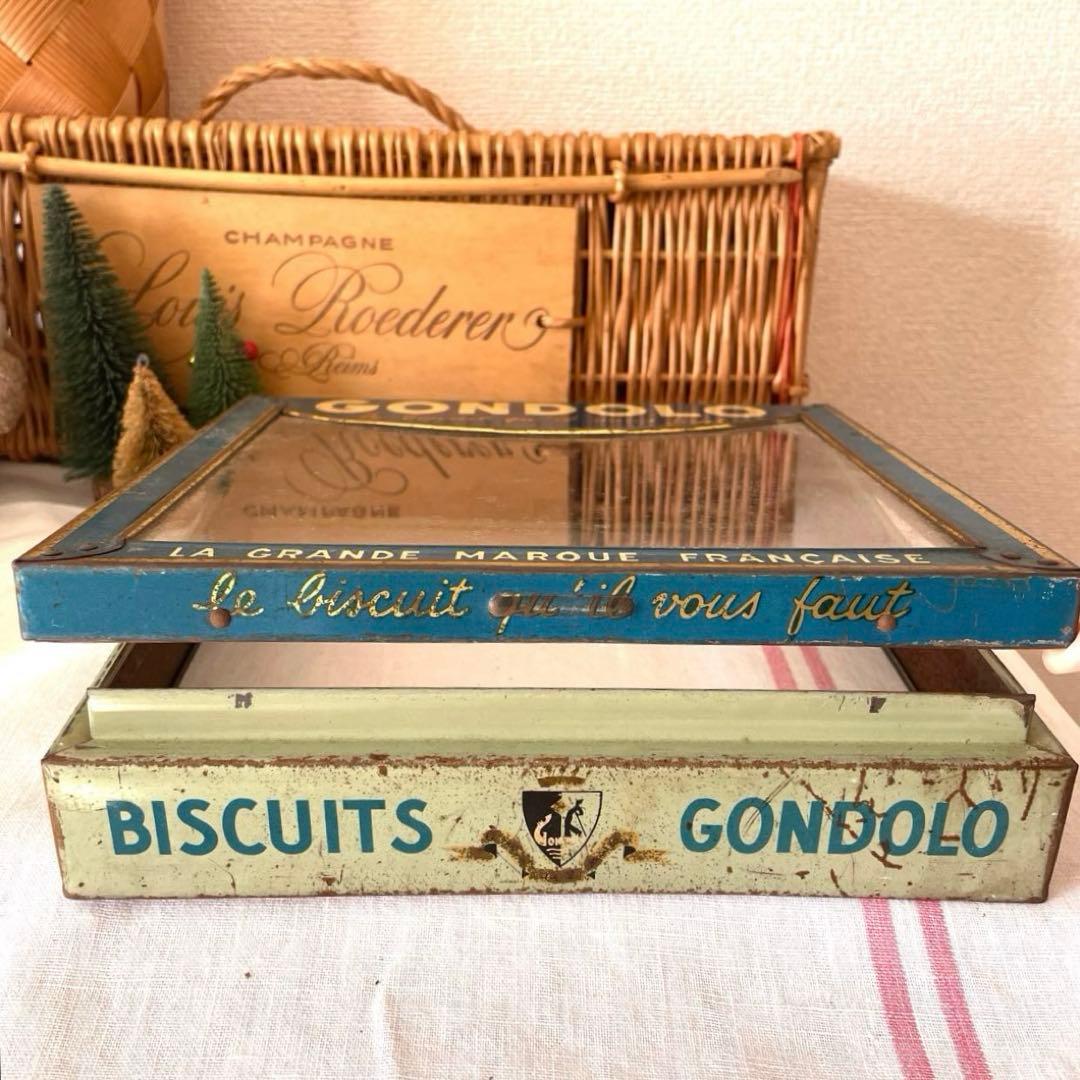 CHAMPAGNE
Louis Roederer
Reims
GONDOLO
LA GRANDE MARQUE FRANÇAISE
le biscuit qu'il vous faut
BISCUITS GONDOLO